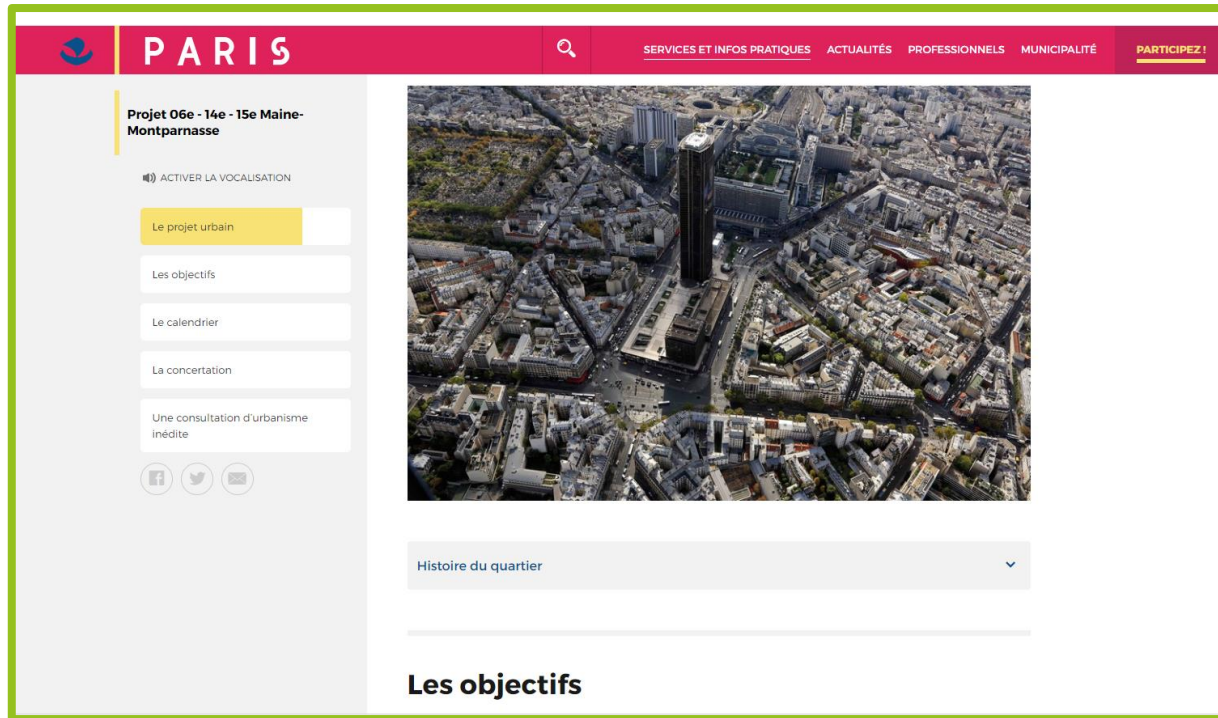 PARIS
SERVICES ET INFOS PRATIQUES ACTUALITÉS PROFESSIONNELS MUNICIPALITÉ PARTICIPEZ !
Projet 06e - 14e - 15e Maine-
Montparnasse
ACTIVER LA VOCALISATION
Le projet urbain
Les objectifs
Le calendrier
La concertation
Une consultation d'urbanisme
inédite
Histoire du quartier
Les objectifs